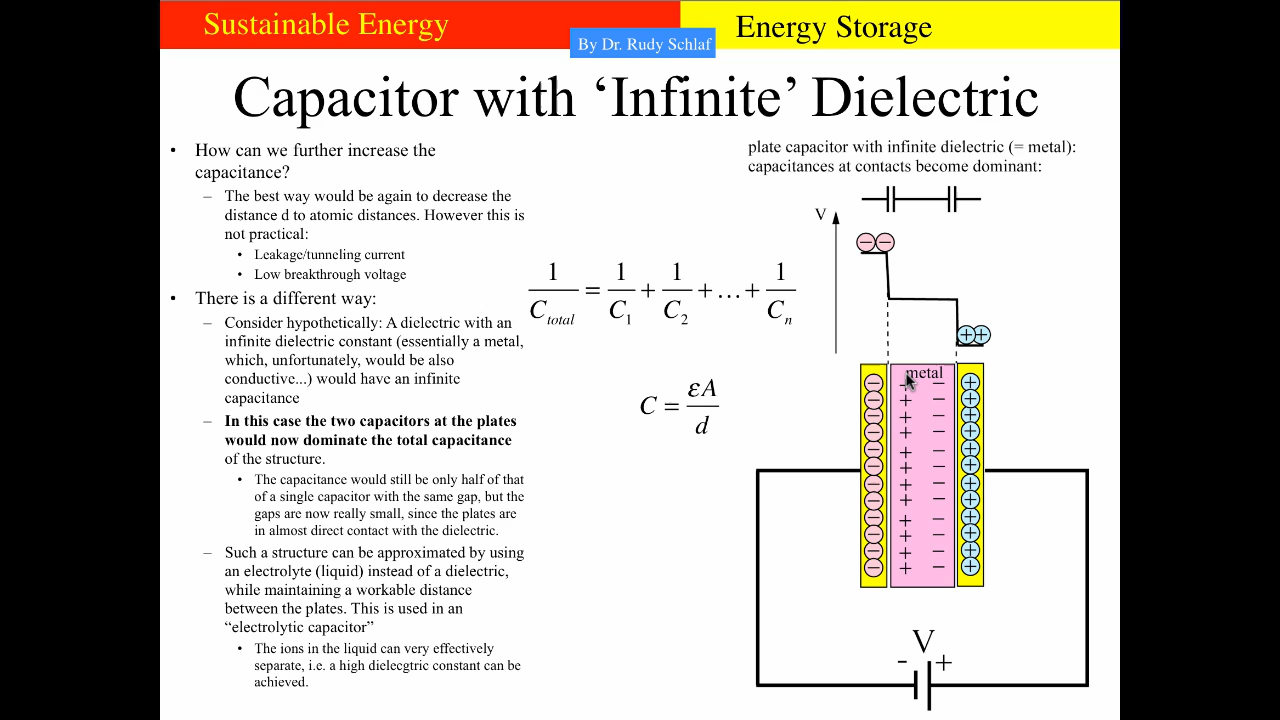 Sustainable Energy
Energy Storage
By Dr. Rudy Schlaf
Capacitor with ‘Infinite’ Dielectric
• How can we further increase the
capacitance?
– The best way would be again to decrease the
distance d to atomic distances. However this is
not practical:
• Leakage/tunneling current
• Low breakthrough voltage
• There is a different way:
– Consider hypothetically: A dielectric with an
infinite dielectric constant (essentially a metal,
which, unfortunately, would be also
conductive...) would have an infinite
capacitance
– In this case the two capacitors at the plates
would now dominate the total capacitance
of the structure.
• The capacitance would still be only half of that
of a single capacitor with the same gap, but the
gaps are now really small, since the plates are
in almost direct contact with the dielectric.
– Such a structure can be approximated by using
an electrolyte (liquid) instead of a dielectric,
while maintaining a workable distance
between the plates. This is used in an
“electrolytic capacitor”
• The ions in the liquid can very effectively
separate, i.e. a high dielecgtric constant can be
achieved.
1/C_total = 1/C_1 + 1/C_2 + … + 1/C_n
C = εA/d
plate capacitor with infinite dielectric (= metal):
capacitances at contacts become dominant:
V
metal
V
- +